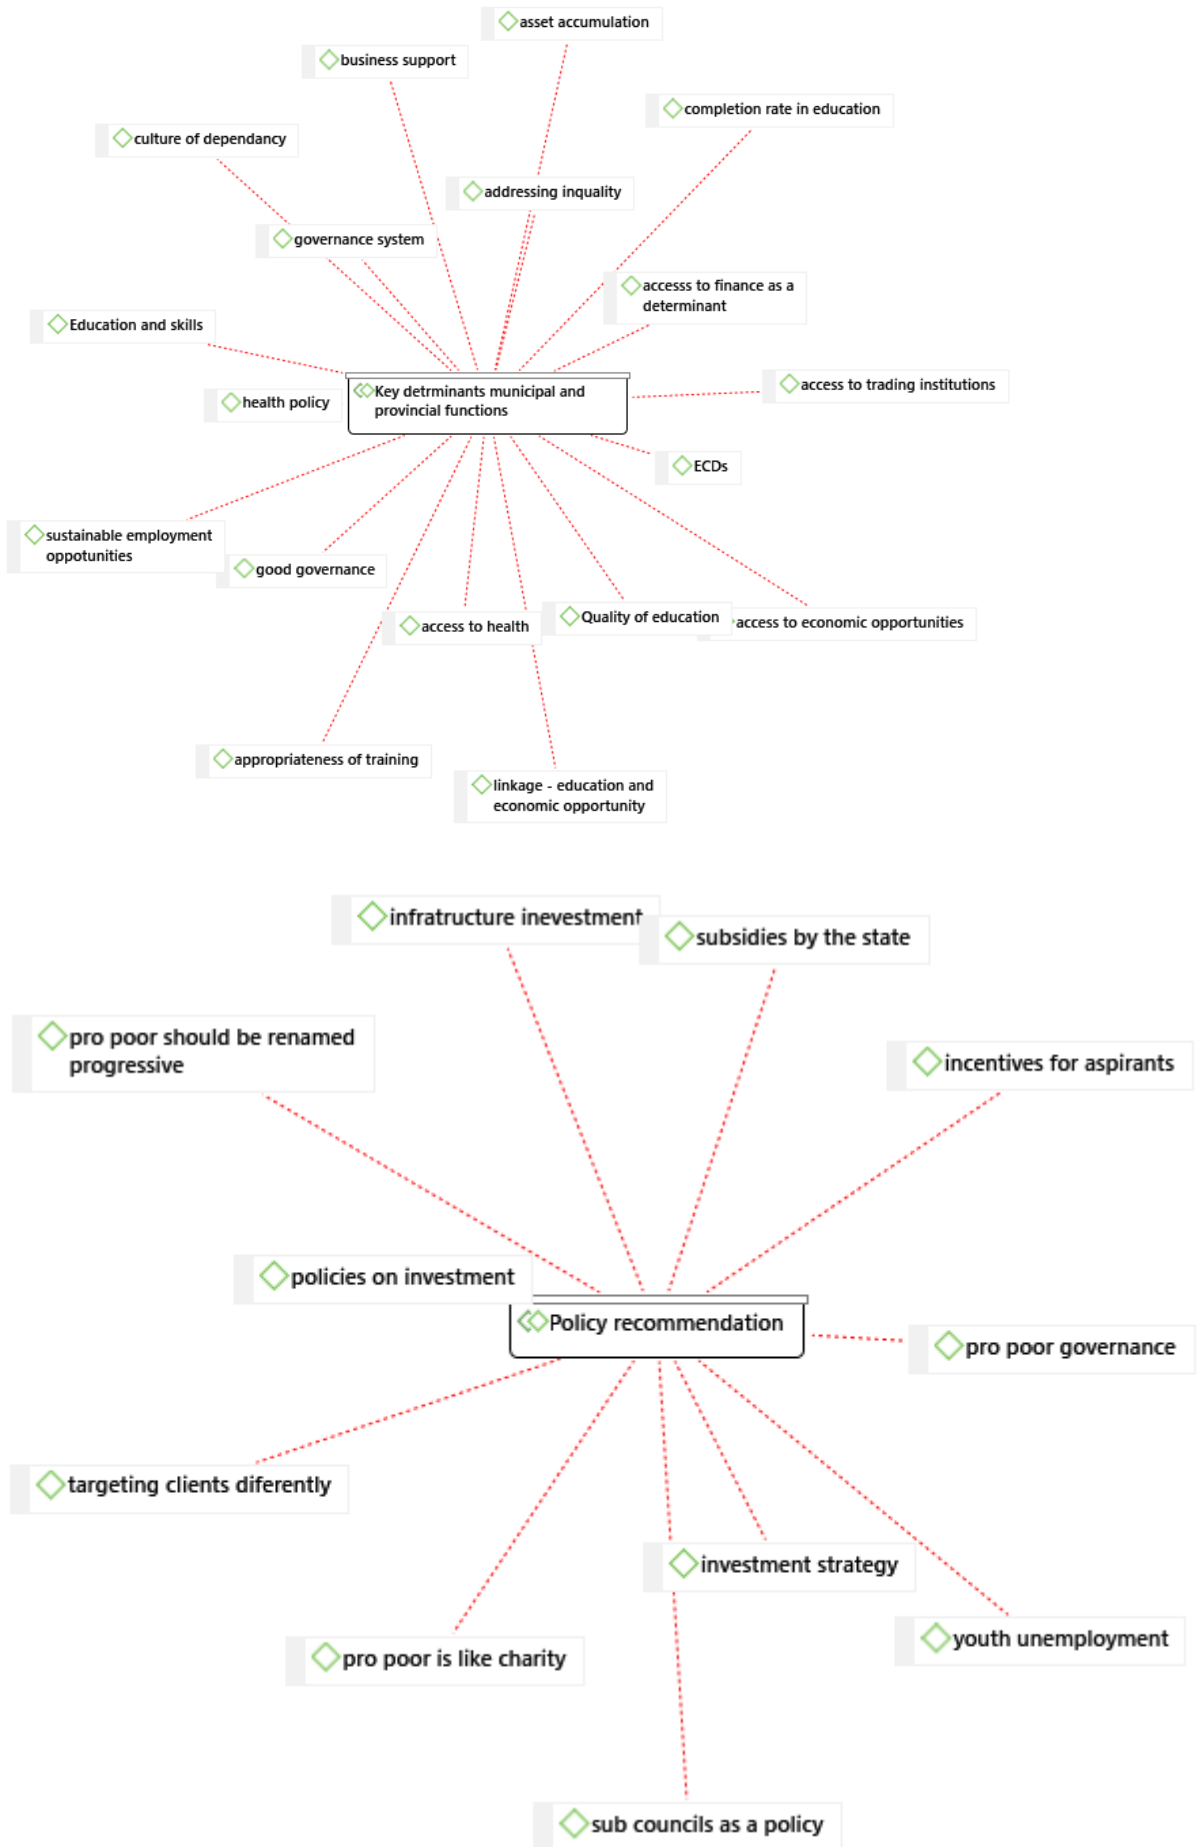 asset accumulation
business support
completion rate in education
culture of dependancy
addressing inquality
governance system
accesss to finance as a
determinant
Education and skills
access to trading institutions
Key detrminants municipal and
provincial functions
health policy
ECDs
sustainable employment
oppotunities
good governance
access to health
Quality of education
access to economic opportunities
appropriateness of training
linkage - education and
economic opportunity
infratructure inevestment
subsidies by the state
pro poor should be renamed
progressive
incentives for aspirants
policies on investment
Policy recommendation
pro poor governance
targeting clients diferently
investment strategy
youth unemployment
pro poor is like charity
sub councils as a policy